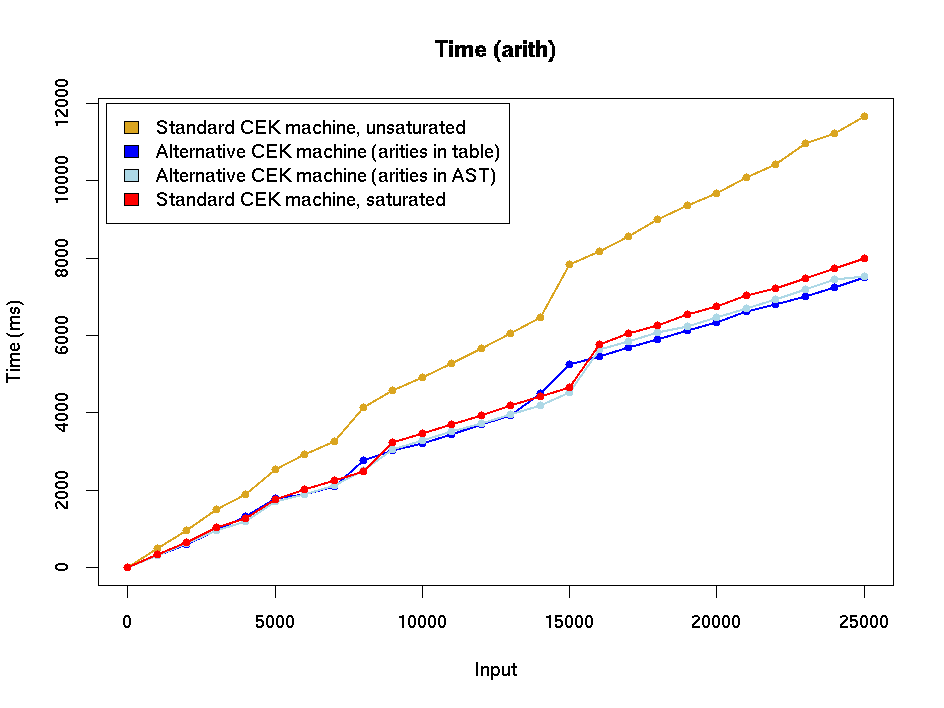 Time (arith)
Standard CEK machine, unsaturated
Alternative CEK machine (arities in table)
Alternative CEK machine (arities in AST)
Standard CEK machine, saturated
12000
10000
8000
6000
4000
2000
0
Time (ms)
0 5000 10000 15000 20000 25000
Input